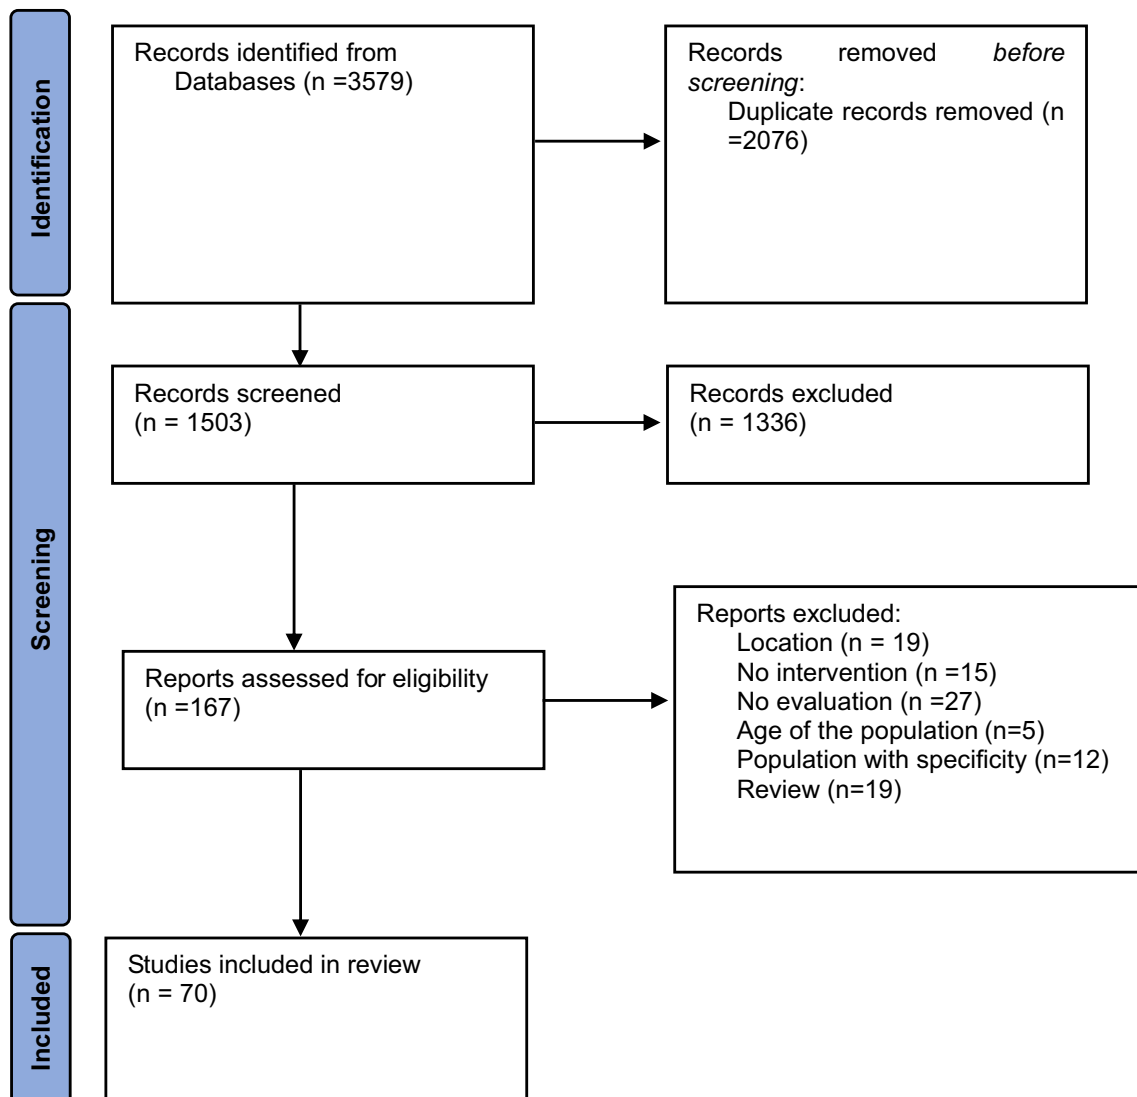 Identification
Records identified from
Databases (n =3579)
Records removed before
screening:
Duplicate records removed (n
=2076)
Screening
Records screened
(n = 1503)
Records excluded
(n = 1336)
Reports assessed for eligibility
(n =167)
Reports excluded:
Location (n = 19)
No intervention (n =15)
No evaluation (n =27)
Age of the population (n=5)
Population with specificity (n=12)
Review (n=19)
Included
Studies included in review
(n = 70)